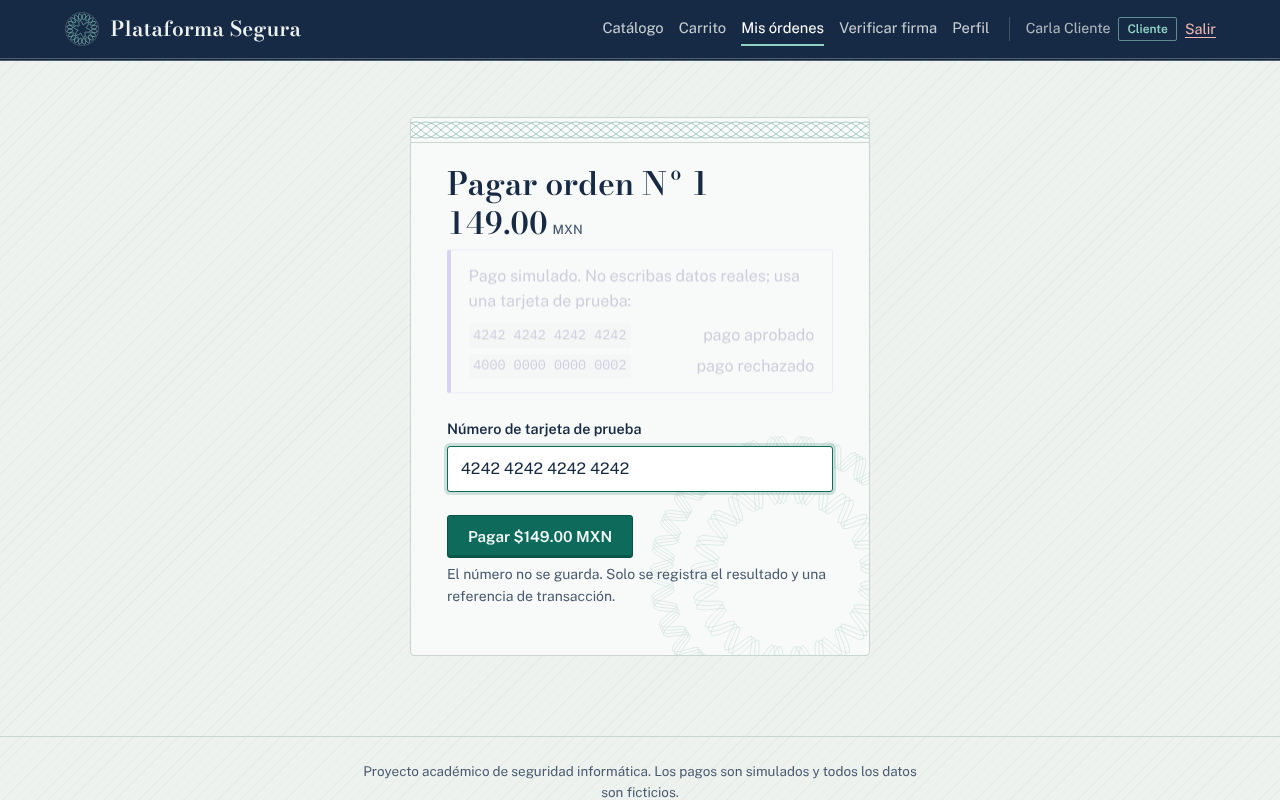 Plataforma Segura
Catálogo Carrito Mis órdenes Verificar firma Perfil Carla Cliente Cliente Salir
Pagar orden N° 1
149.00 MXN
Pago simulado. No escribas datos reales; usa
una tarjeta de prueba:
4242 4242 4242 4242 pago aprobado
4000 0000 0000 0002 pago rechazado
Número de tarjeta de prueba
4242 4242 4242 4242
Pagar $149.00 MXN
El número no se guarda. Solo se registra el resultado y una
referencia de transacción.
Proyecto académico de seguridad informática. Los pagos son simulados y todos los datos
son ficticios.